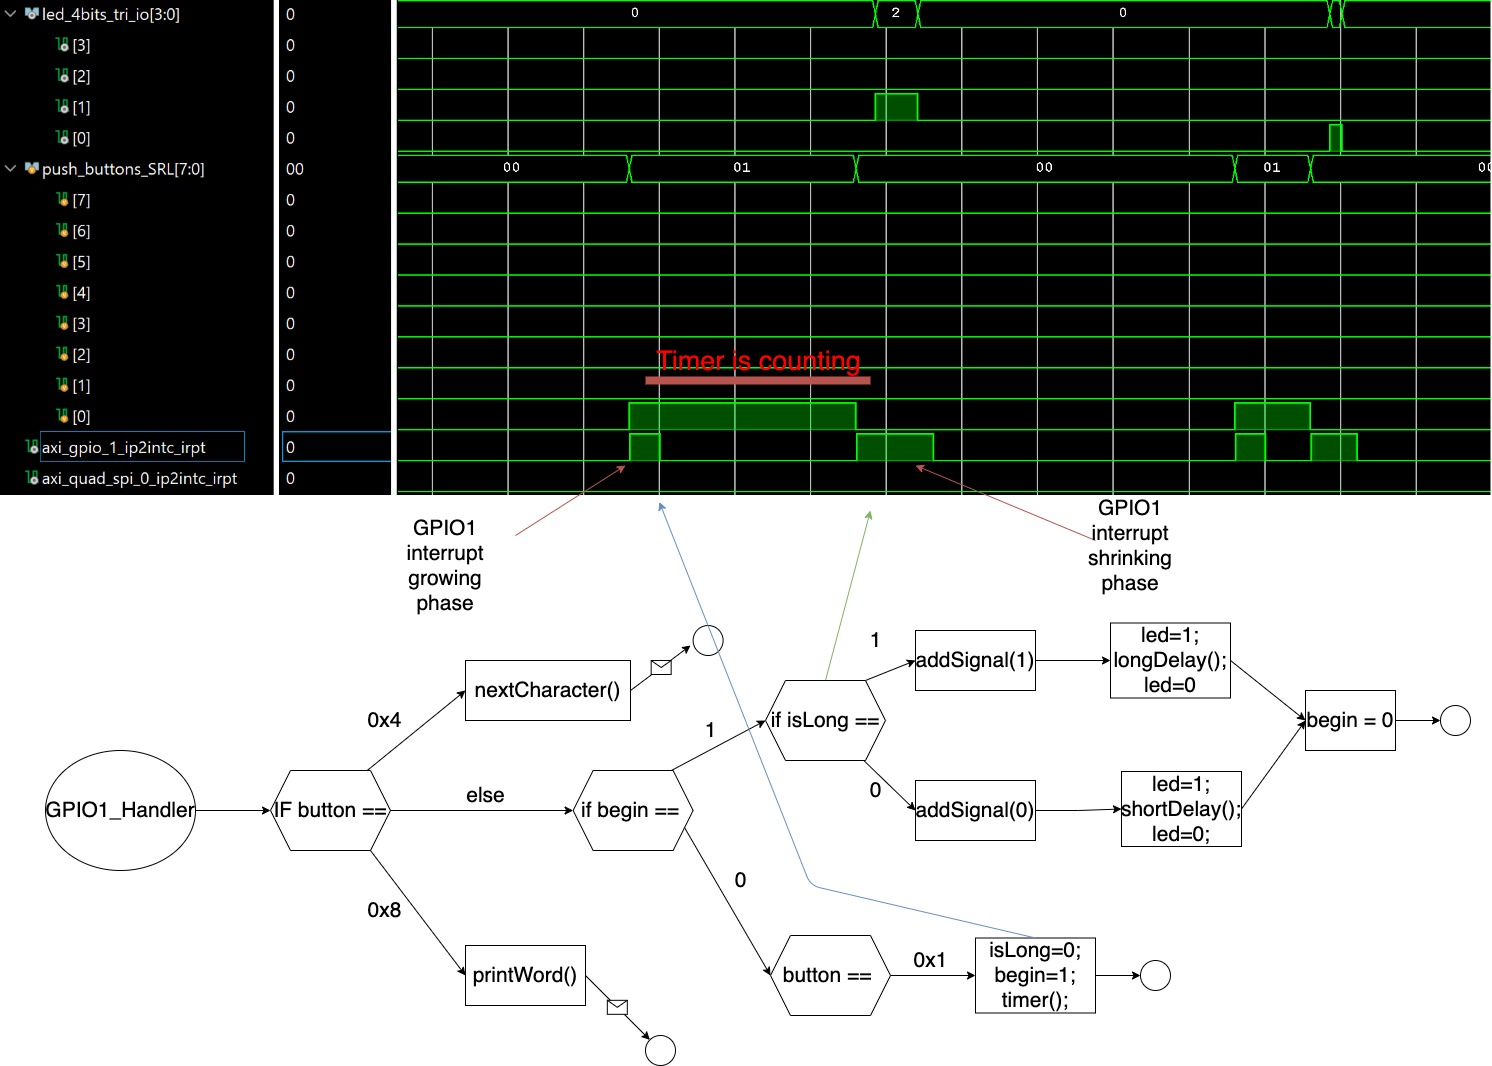 led_4bits_tri_io[3:0] 0 0 2 0
[3] 0
[2] 0
[1] 0
[0] 0
push_buttons_SRL[7:0] 00 00 01 00 01 00
[7] 0
[6] 0
[5] 0
[4] 0
[3] 0
[2] 0
[1] 0
[0] 0
axi_gpio_1_ip2intc_irpt 0
axi_quad_spi_0_ip2intc_irpt 0
Timer is counting
GPIO1
interrupt
growing
phase
GPIO1
interrupt
shrinking
phase
GPIO1_Handler
IF button ==
0x4
nextCharacter()
else
if begin ==
0x8
printWord()
1
if isLong ==
1
addSignal(1)
led=1;
longDelay();
led=0
0
addSignal(0)
led=1;
shortDelay();
led=0;
begin = 0
0
button ==
0x1
isLong=0;
begin=1;
timer();